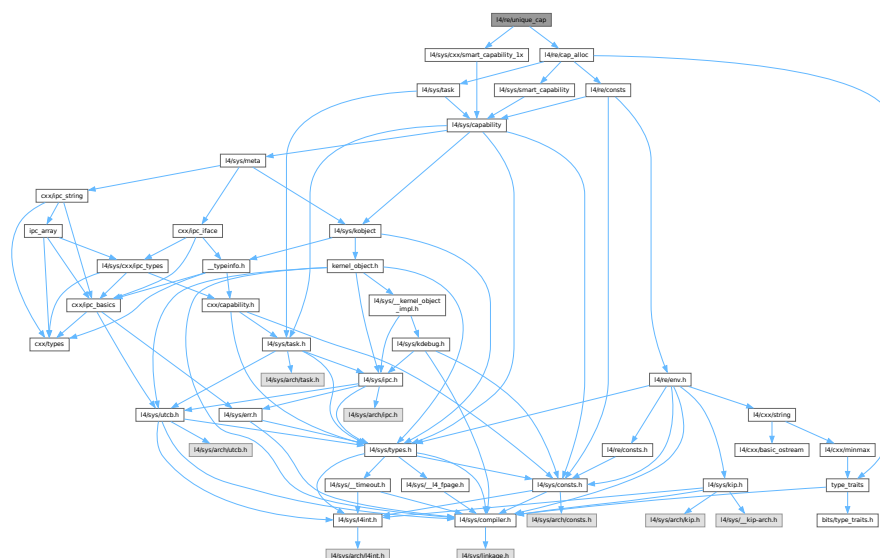 l4/re/unique_cap
l4/sys/cxx/smart_capability_1x
l4/re/cap_alloc
l4/sys/task
l4/sys/smart_capability
l4/re/consts
l4/sys/capability
l4/sys/meta
cxx/ipc_string
ipc_array
cxx/ipc_iface
l4/sys/kobject
l4/sys/cxx/ipc_types
__typeinfo.h
kernel_object.h
cxx/ipc_basics
cxx/capability.h
l4/sys/__kernel_object
_impl.h
cxx/types
l4/sys/task.h
l4/sys/kdebug.h
l4/sys/arch/task.h
l4/sys/ipc.h
l4/re/env.h
l4/sys/utcb.h
l4/sys/err.h
l4/sys/arch/ipc.h
l4/cxx/string
l4/sys/arch/utcb.h
l4/sys/types.h
l4/re/consts.h
l4/cxx/basic_ostream
l4/cxx/minmax
l4/sys/__timeout.h
l4/sys/__l4_fpage.h
l4/sys/consts.h
l4/sys/kip.h
type_traits
l4/sys/l4int.h
l4/sys/compiler.h
l4/sys/arch/consts.h
l4/sys/arch/kip.h
l4/sys/__kip-arch.h
bits/type_traits.h
l4/sys/arch/l4int.h
l4/sys/linkage.h